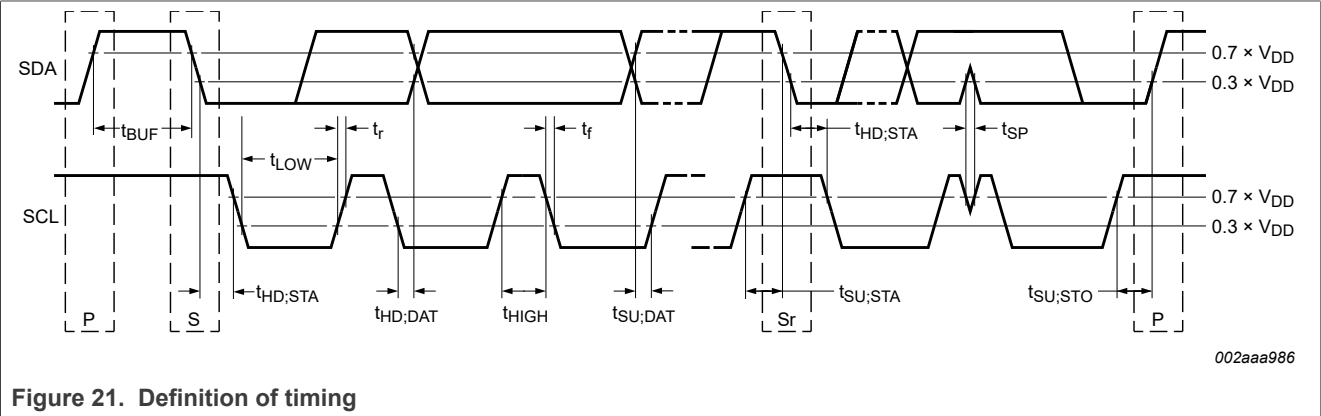 SDA
0.7 × VDD
0.3 × VDD
tBUF
tLOW
tr
tf
tHD;STA
tSP
SCL
0.7 × VDD
0.3 × VDD
tHD;STA
tHD;DAT
tHIGH
tSU;DAT
tSU;STA
tSU;STO
P
S
Sr
P
002aaa986
Figure 21. Definition of timing